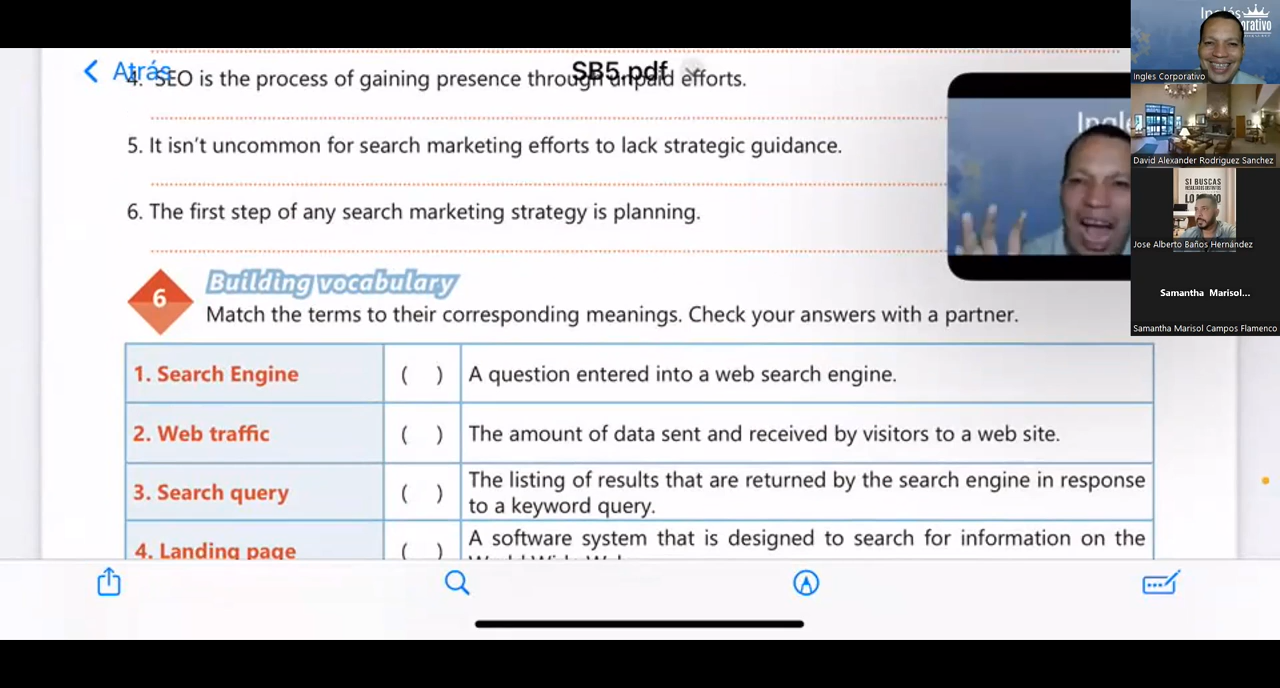 Atrás
SB5.pdf
4. SEO is the process of gaining presence through unpaid efforts.
5. It isn't uncommon for search marketing efforts to lack strategic guidance.
6. The first step of any search marketing strategy is planning.
6
Building vocabulary
Match the terms to their corresponding meanings. Check your answers with a partner.
1. Search Engine ( ) A question entered into a web search engine.
2. Web traffic ( ) The amount of data sent and received by visitors to a web site.
3. Search query ( ) The listing of results that are returned by the search engine in response
to a keyword query.
4. Landing page ( ) A software system that is designed to search for information on the
Ingles Corporativo
David Alexander Rodriguez Sanchez
SI BUSCAS
Jose Alberto Baños Hernández
Samantha Marisol...
Samantha Marisol Campos Flamenco